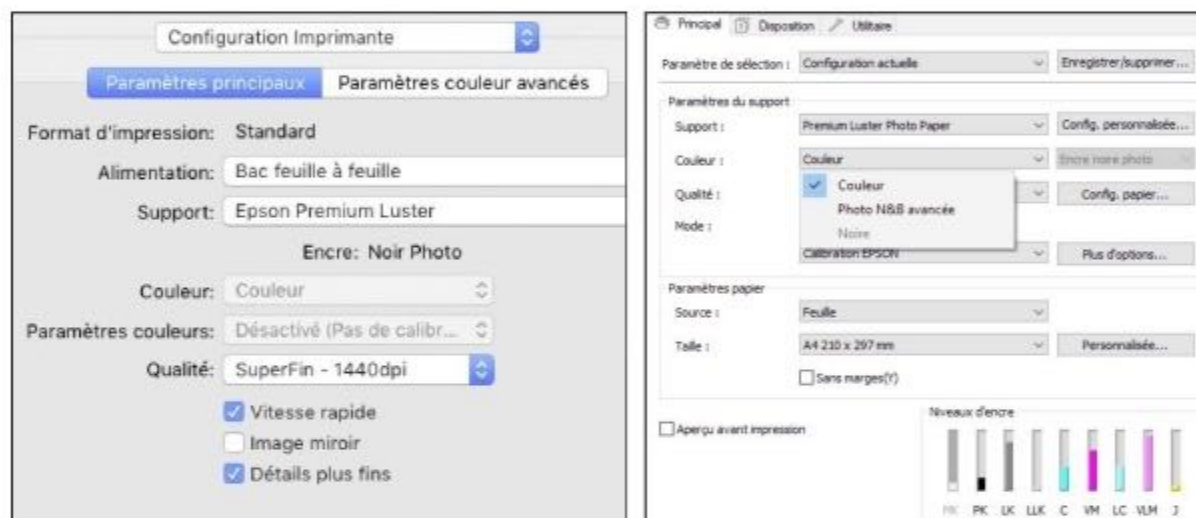 Configuration Imprimante
Paramètres principaux Paramètres couleur avancés
Format d'impression: Standard
Alimentation: Bac feuille à feuille
Support: Epson Premium Luster
Encre: Noir Photo
Couleur: Couleur
Paramètres couleurs: Désactivé (Pas de calibr...
Qualité: SuperFin - 1440dpi
Vitesse rapide
Image miroir
Détails plus fins
Principal Disposition Utilitaire
Paramètre de sélection : Configuration actuelle Enregistrer/supprimer...
Paramètres du support
Support : Premium Luster Photo Paper Config. personnalisée...
Couleur : Couleur Encre noire photo
Couleur
Qualité : Config. papier...
Photo N&B avancée
Mode :
Noire
Calibration EPSON Plus d'options...
Paramètres papier
Source : Feuille
Taille : A4 210 x 297 mm Personnalisée...
Sans marges(Y)
Niveaux d'encre
Aperçu avant impression
MK PK LK LLK C VM LC VLM J